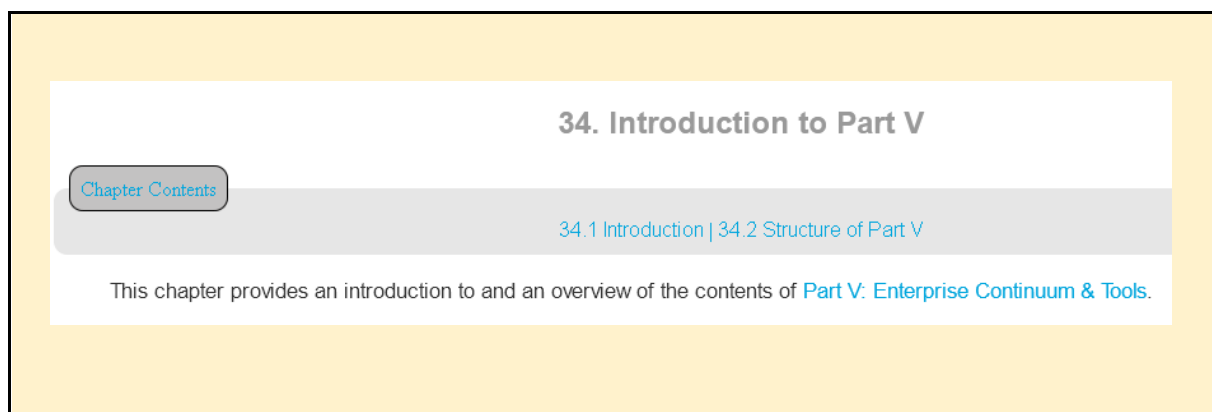 34. Introduction to Part V
Chapter Contents
34.1 Introduction | 34.2 Structure of Part V
This chapter provides an introduction to and an overview of the contents of Part V: Enterprise Continuum & Tools.